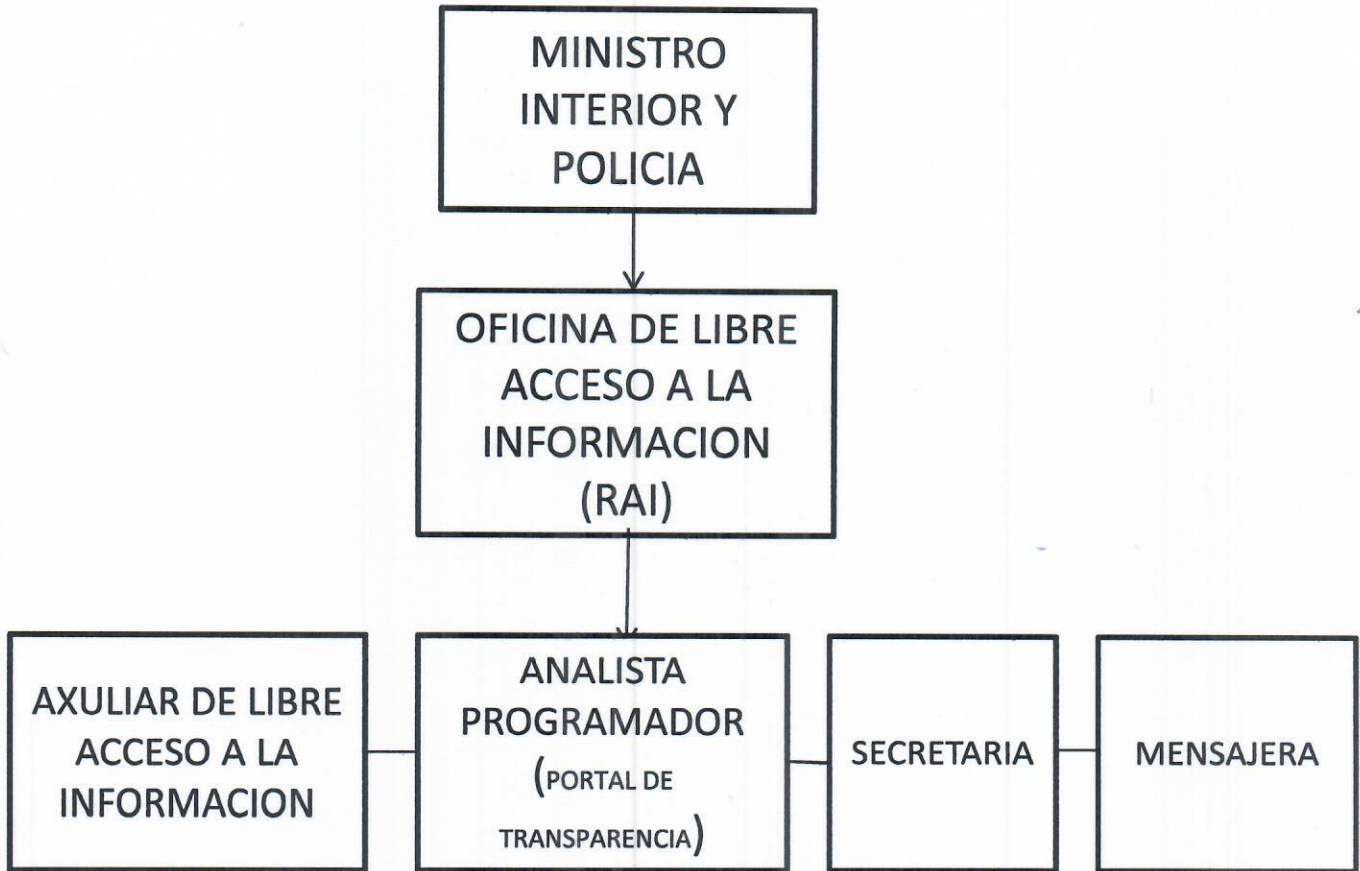 MINISTRO
INTERIOR Y
POLICIA
OFICINA DE LIBRE
ACCESO A LA
INFORMACION
(RAI)
AXULIAR DE LIBRE
ACCESO A LA
INFORMACION
ANALISTA
PROGRAMADOR
(PORTAL DE
TRANSPARENCIA)
SECRETARIA
MENSAJERA